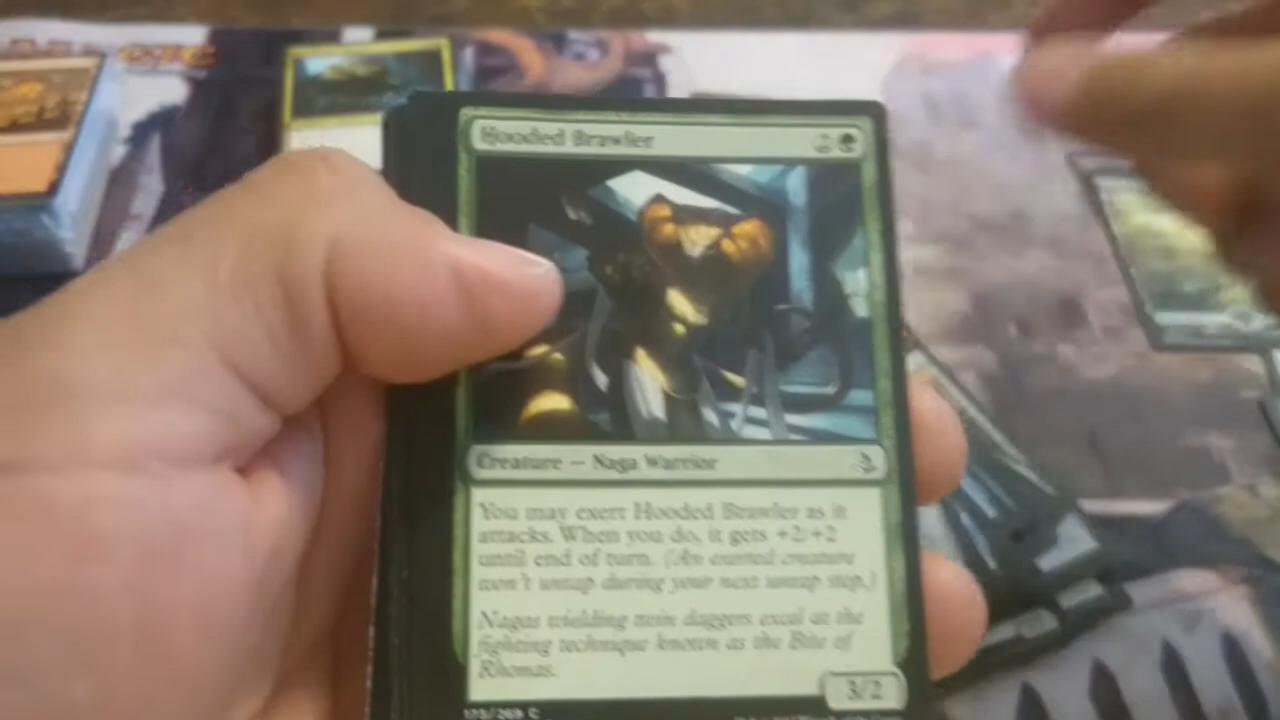 Hooded Brawler
2
Creature — Naga Warrior
You may exert Hooded Brawler as it
attacks. When you do, it gets +2/+2
until end of turn. (An exerted creature
won't untap during your next untap step.)
Nagas wielding twin daggers excel at the
fighting technique known as the Bite of
Rhonas.
3/2
/269 C